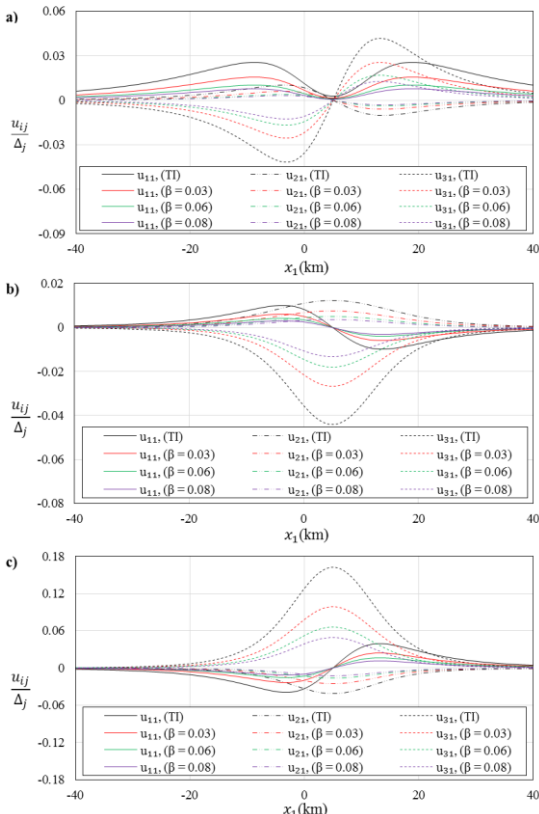 a)
0.06
0.03
0
-0.03
-0.06
-0.09
u_ij
Δ_j
u₁₁, (TI) u₂₁, (TI) u₃₁, (TI)
u₁₁, (β = 0.03) u₂₁, (β = 0.03) u₃₁, (β = 0.03)
u₁₁, (β = 0.06) u₂₁, (β = 0.06) u₃₁, (β = 0.06)
u₁₁, (β = 0.08) u₂₁, (β = 0.08) u₃₁, (β = 0.08)
-40 -20 0 20 40
x₁(km)
b)
0.02
0
-0.02
-0.04
-0.06
-0.08
u_ij
Δ_j
u₁₁, (TI) u₂₁, (TI) u₃₁, (TI)
u₁₁, (β = 0.03) u₂₁, (β = 0.03) u₃₁, (β = 0.03)
u₁₁, (β = 0.06) u₂₁, (β = 0.06) u₃₁, (β = 0.06)
u₁₁, (β = 0.08) u₂₁, (β = 0.08) u₃₁, (β = 0.08)
-40 -20 0 20 40
x₁(km)
c)
0.18
0.12
0.06
0
-0.06
-0.12
-0.18
u_ij
Δ_j
u₁₁, (TI) u₂₁, (TI) u₃₁, (TI)
u₁₁, (β = 0.03) u₂₁, (β = 0.03) u₃₁, (β = 0.03)
u₁₁, (β = 0.06) u₂₁, (β = 0.06) u₃₁, (β = 0.06)
u₁₁, (β = 0.08) u₂₁, (β = 0.08) u₃₁, (β = 0.08)
-40 -20 0 20 40
x₁(km)